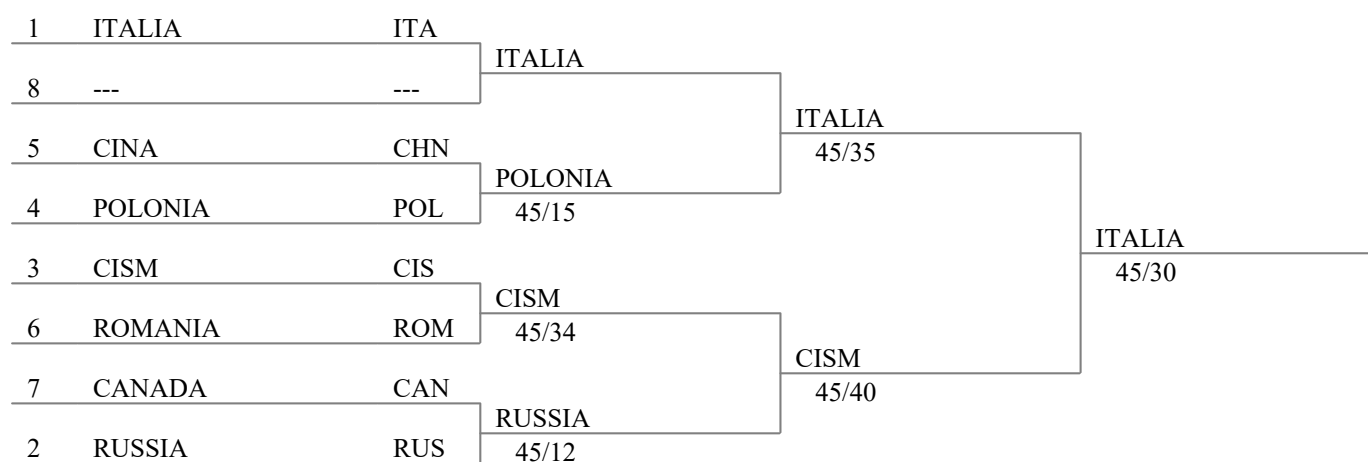 1 ITALIA ITA
8 --- ---
5 CINA CHN
4 POLONIA POL
3 CISM CIS
6 ROMANIA ROM
7 CANADA CAN
2 RUSSIA RUS
ITALIA
POLONIA
45/15
CISM
45/34
RUSSIA
45/12
ITALIA
45/35
CISM
45/40
ITALIA
45/30